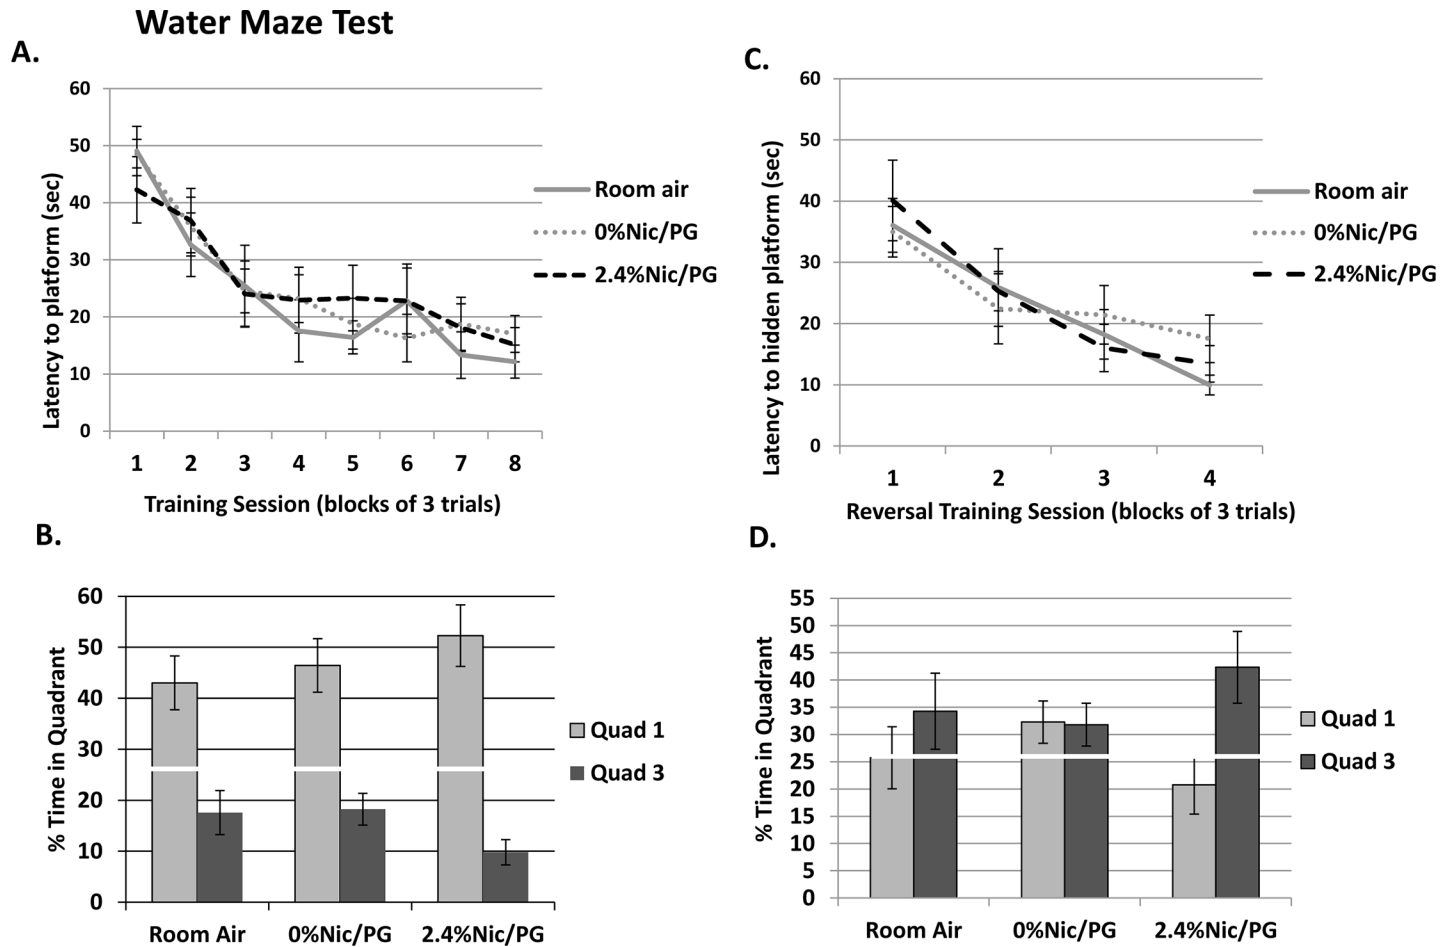 Water Maze Test
A.
60
50
40
30
20
10
0
Latency to platform (sec)
1 2 3 4 5 6 7 8
Training Session (blocks of 3 trials)
Room air
0%Nic/PG
2.4%Nic/PG
C.
60
50
40
30
20
10
0
Latency to hidden platform (sec)
1 2 3 4
Reversal Training Session (blocks of 3 trials)
Room air
0%Nic/PG
2.4%Nic/PG
B.
60
50
40
30
20
10
0
% Time in Quadrant
Room Air 0%Nic/PG 2.4%Nic/PG
Quad 1
Quad 3
D.
55
50
45
40
35
30
25
20
15
10
5
0
% Time in Quadrant
Room Air 0%Nic/PG 2.4%Nic/PG
Quad 1
Quad 3